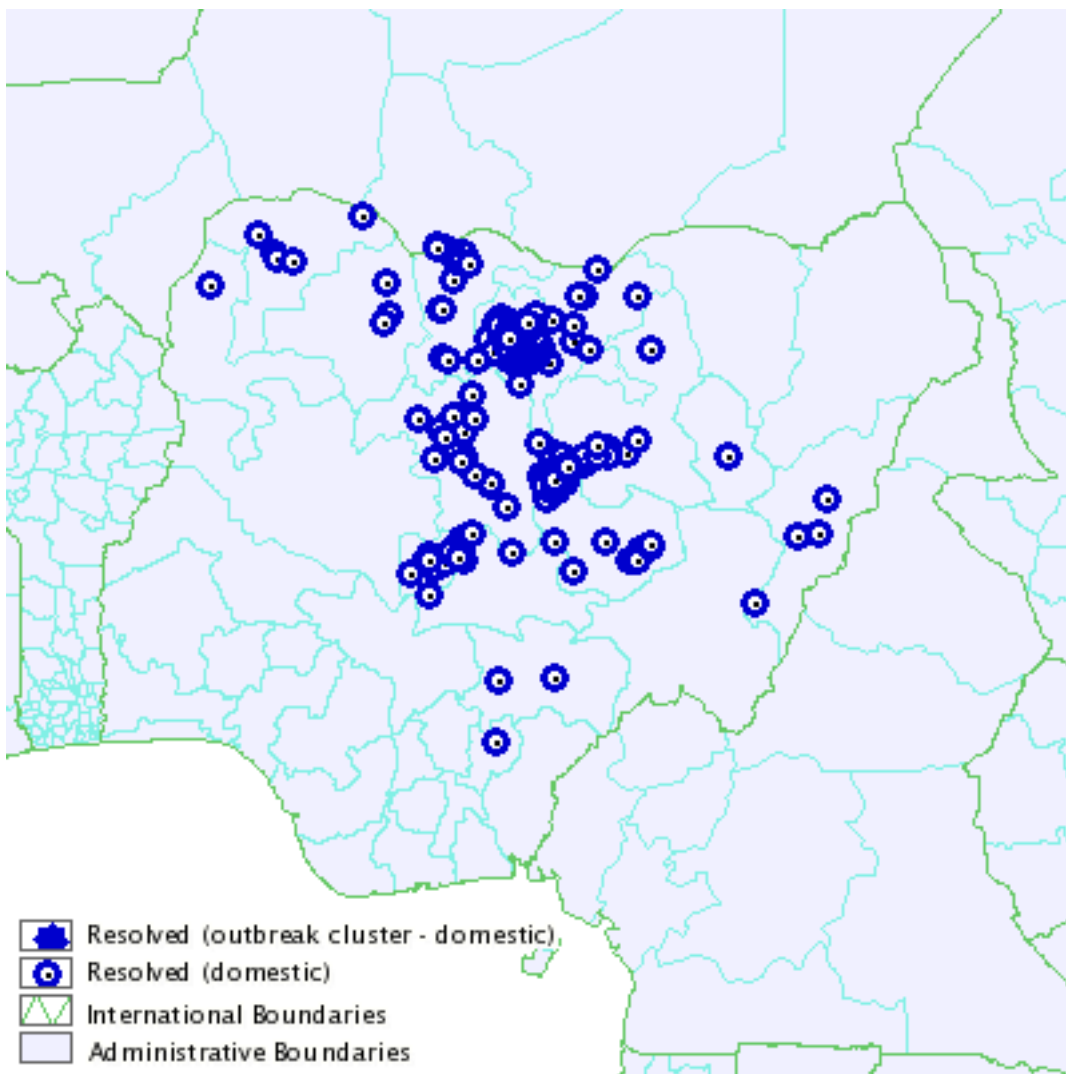 Resolved (outbreak cluster - domestic)
Resolved (domestic)
International Boundaries
Administrative Boundaries